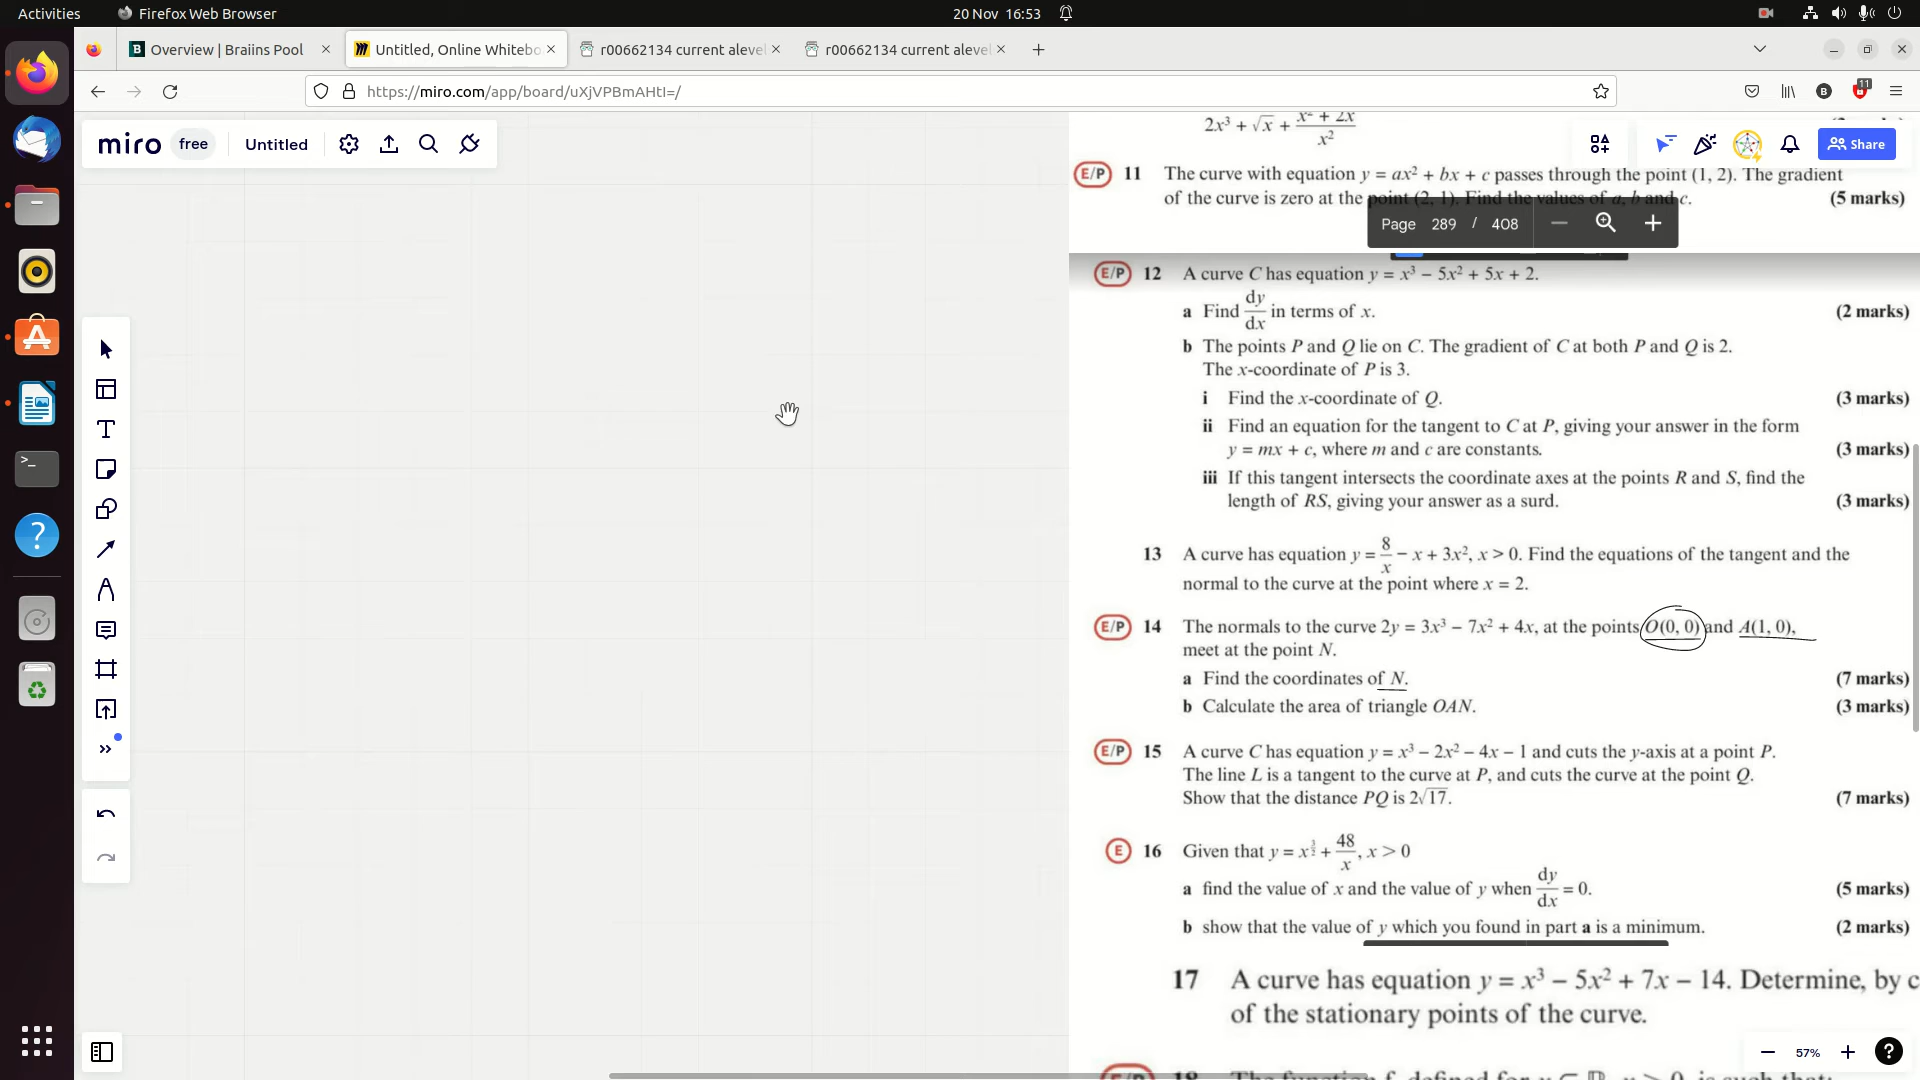 Activities
Firefox Web Browser
20 Nov 16:53
Overview | Braiins Pool
Untitled, Online Whitebo
r00662134 current alevel
r00662134 current alevel
https://miro.com/app/board/uXjVPBmAHtI=/
B
11
miro
free
Untitled
Share
2x³ + √x + (x² + 2x)/x²
E/P 11 The curve with equation y = ax² + bx + c passes through the point (1, 2). The gradient
of the curve is zero at the point (2, 1). Find the values of a, b and c. (5 marks)
Page 289 / 408
E/P 12 A curve C has equation y = x³ − 5x² + 5x + 2.
a Find dy/dx in terms of x. (2 marks)
b The points P and Q lie on C. The gradient of C at both P and Q is 2.
The x-coordinate of P is 3.
i Find the x-coordinate of Q. (3 marks)
ii Find an equation for the tangent to C at P, giving your answer in the form
y = mx + c, where m and c are constants. (3 marks)
iii If this tangent intersects the coordinate axes at the points R and S, find the
length of RS, giving your answer as a surd. (3 marks)
13 A curve has equation y = 8/x − x + 3x², x > 0. Find the equations of the tangent and the
normal to the curve at the point where x = 2.
E/P 14 The normals to the curve 2y = 3x³ − 7x² + 4x, at the points O(0, 0) and A(1, 0),
meet at the point N.
a Find the coordinates of N. (7 marks)
b Calculate the area of triangle OAN. (3 marks)
E/P 15 A curve C has equation y = x³ − 2x² − 4x − 1 and cuts the y-axis at a point P.
The line L is a tangent to the curve at P, and cuts the curve at the point Q.
Show that the distance PQ is 2√17. (7 marks)
E 16 Given that y = x^(3/2) + 48/x, x > 0
a find the value of x and the value of y when dy/dx = 0. (5 marks)
b show that the value of y which you found in part a is a minimum. (2 marks)
17 A curve has equation y = x³ − 5x² + 7x − 14. Determine, by c
of the stationary points of the curve.
57%